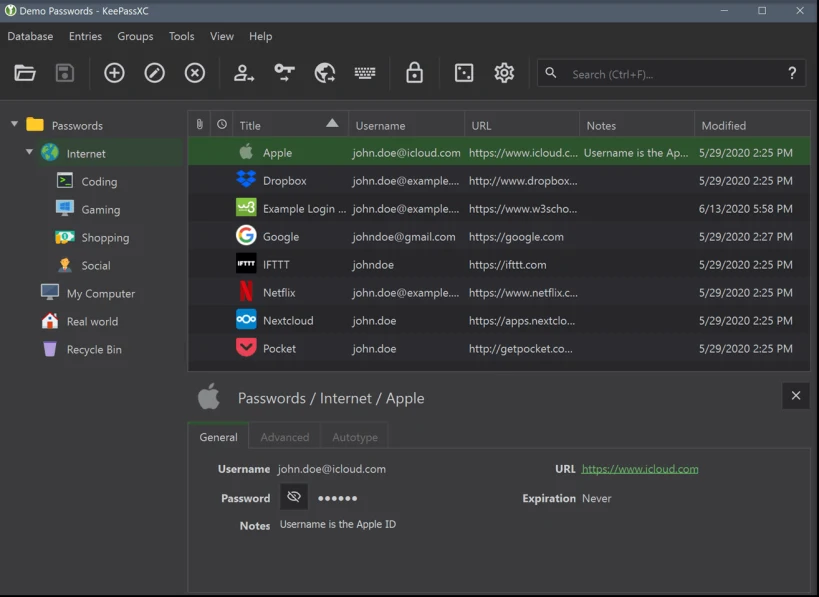 Demo Passwords - KeePassXC
Database Entries Groups Tools View Help
Search (Ctrl+F)... ?
Passwords
Internet
Coding
Gaming
Shopping
Social
My Computer
Real world
Recycle Bin
Title Username URL Notes Modified
Apple john.doe@icloud.com https://www.icloud.c... Username is the Ap... 5/29/2020 2:25 PM
Dropbox john.doe@example.... http://www.dropbox... 5/29/2020 2:25 PM
Example Login ... john.doe@example.... https://www.w3scho... 6/13/2020 5:58 PM
Google johndoe@gmail.com https://google.com 5/29/2020 2:27 PM
IFTTT IFTTT johndoe https://ifttt.com 5/29/2020 2:25 PM
Netflix john.doe@example.... https://www.netflix.c... 5/29/2020 2:25 PM
Nextcloud john.doe https://apps.nextclo... 5/29/2020 2:25 PM
Pocket john.doe http://getpocket.co... 5/29/2020 2:25 PM
Passwords / Internet / Apple
General Advanced Autotype
Username john.doe@icloud.com URL https://www.icloud.com
Password ●●●●●● Expiration Never
Notes Username is the Apple ID